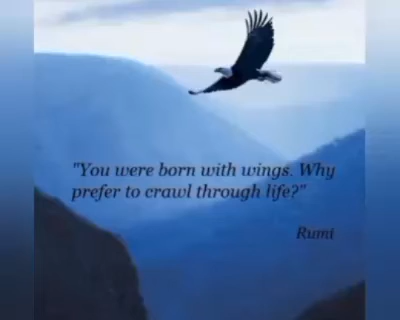 "You were born with wings. Why
prefer to crawl through life?"
Rumi